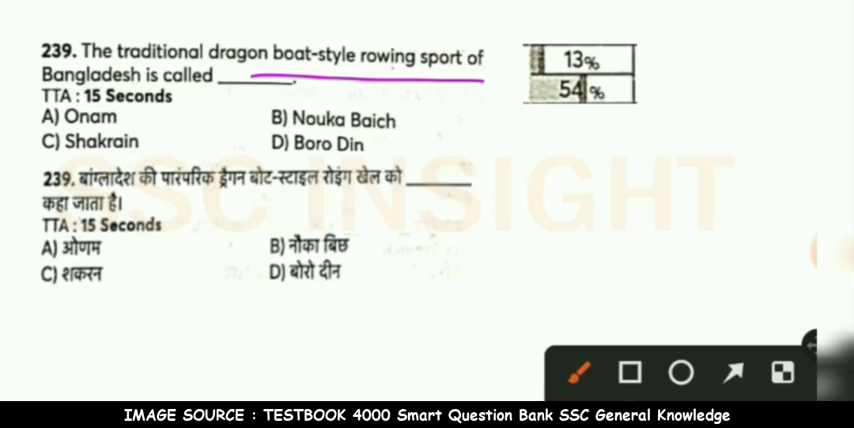 239. The traditional dragon boat-style rowing sport of
Bangladesh is called ________.
TTA : 15 Seconds
A) Onam
B) Nouka Baich
C) Shakrain
D) Boro Din
239. बांग्लादेश की पारंपरिक ड्रैगन बोट-स्टाइल रोइंग खेल को ________
कहा जाता है।
TTA : 15 Seconds
A) ओणम
B) नौका बिछ
C) शकरन
D) बोरो दीन
13%
54%
SSC INSIGHT
IMAGE SOURCE : TESTBOOK 4000 Smart Question Bank SSC General Knowledge